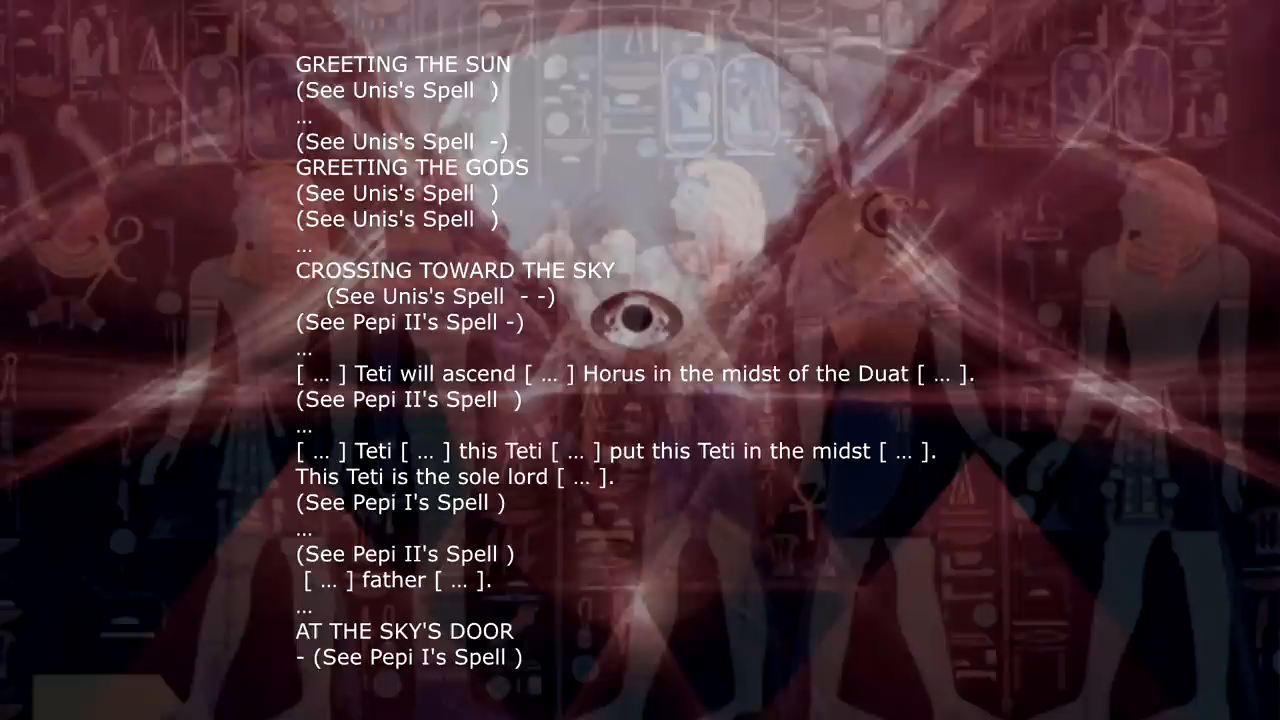 GREETING THE SUN
(See Unis's Spell  )
...
(See Unis's Spell  -)
GREETING THE GODS
(See Unis's Spell  )
(See Unis's Spell  )
...
CROSSING TOWARD THE SKY
(See Unis's Spell  - -)
(See Pepi II's Spell -)
...
[ ... ] Teti will ascend [ ... ] Horus in the midst of the Duat [ ... ].
(See Pepi II's Spell  )
...
[ ... ] Teti [ ... ] this Teti [ ... ] put this Teti in the midst [ ... ].
This Teti is the sole lord [ ... ].
(See Pepi I's Spell )
...
(See Pepi II's Spell )
[ ... ] father [ ... ].
...
AT THE SKY'S DOOR
- (See Pepi I's Spell )